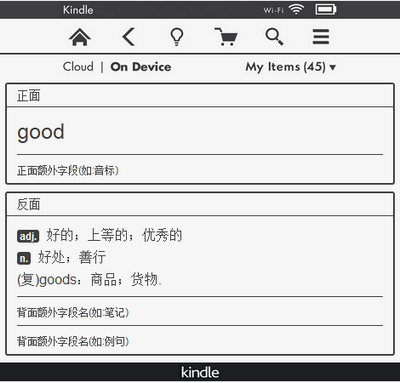 Kindle Wi-Fi
Cloud | On Device My Items (45) ▾
正面
good
正面额外字段(如:音标)
反面
adj. 好的；上等的；优秀的
n. 好处；善行
(复)goods：商品；货物.
背面额外字段名(如:笔记)
背面额外字段名(如:例句)
kindle